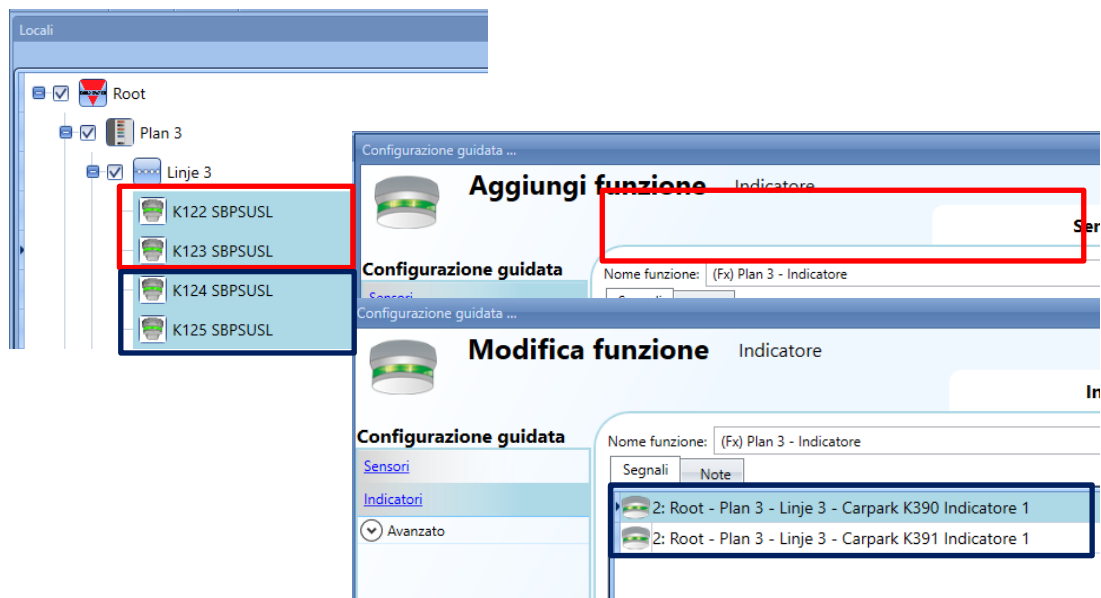 Locali
Root
Plan 3
Linje 3
K122 SBPSUSL
K123 SBPSUSL
K124 SBPSUSL
K125 SBPSUSL
Configurazione guidata ...
Aggiungi funzione Indicatore
Configurazione guidata
Nome funzione: (Fx) Plan 3 - Indicatore
Configurazione guidata ...
Modifica funzione Indicatore
Configurazione guidata
Sensori
Indicatori
Avanzato
Nome funzione: (Fx) Plan 3 - Indicatore
Segnali Note
2: Root - Plan 3 - Linje 3 - Carpark K390 Indicatore 1
2: Root - Plan 3 - Linje 3 - Carpark K391 Indicatore 1